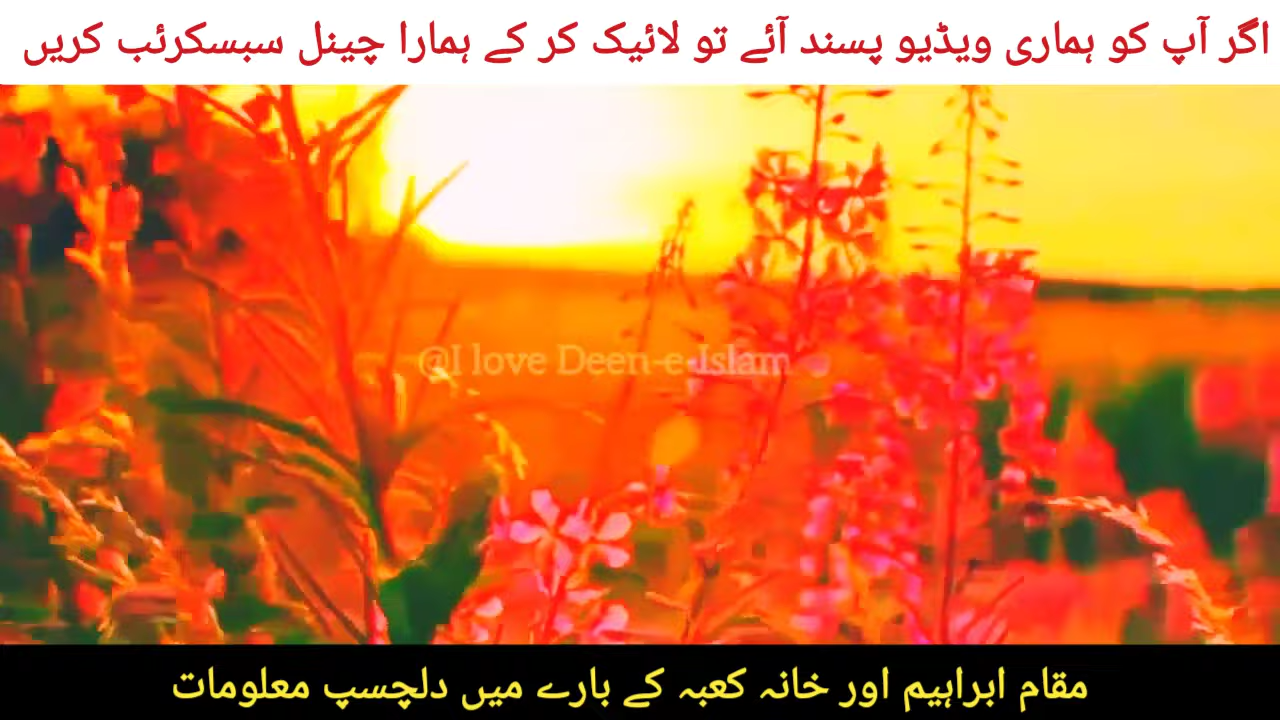 اگر آپ کو ہماری ویڈیو پسند آئے تو لائیک کر کے ہمارا چینل سبسکرئب کریں
@I love Deen-e-Islam
مقام ابراہیم اور خانہ کعبہ کے بارے میں دلچسپ معلومات